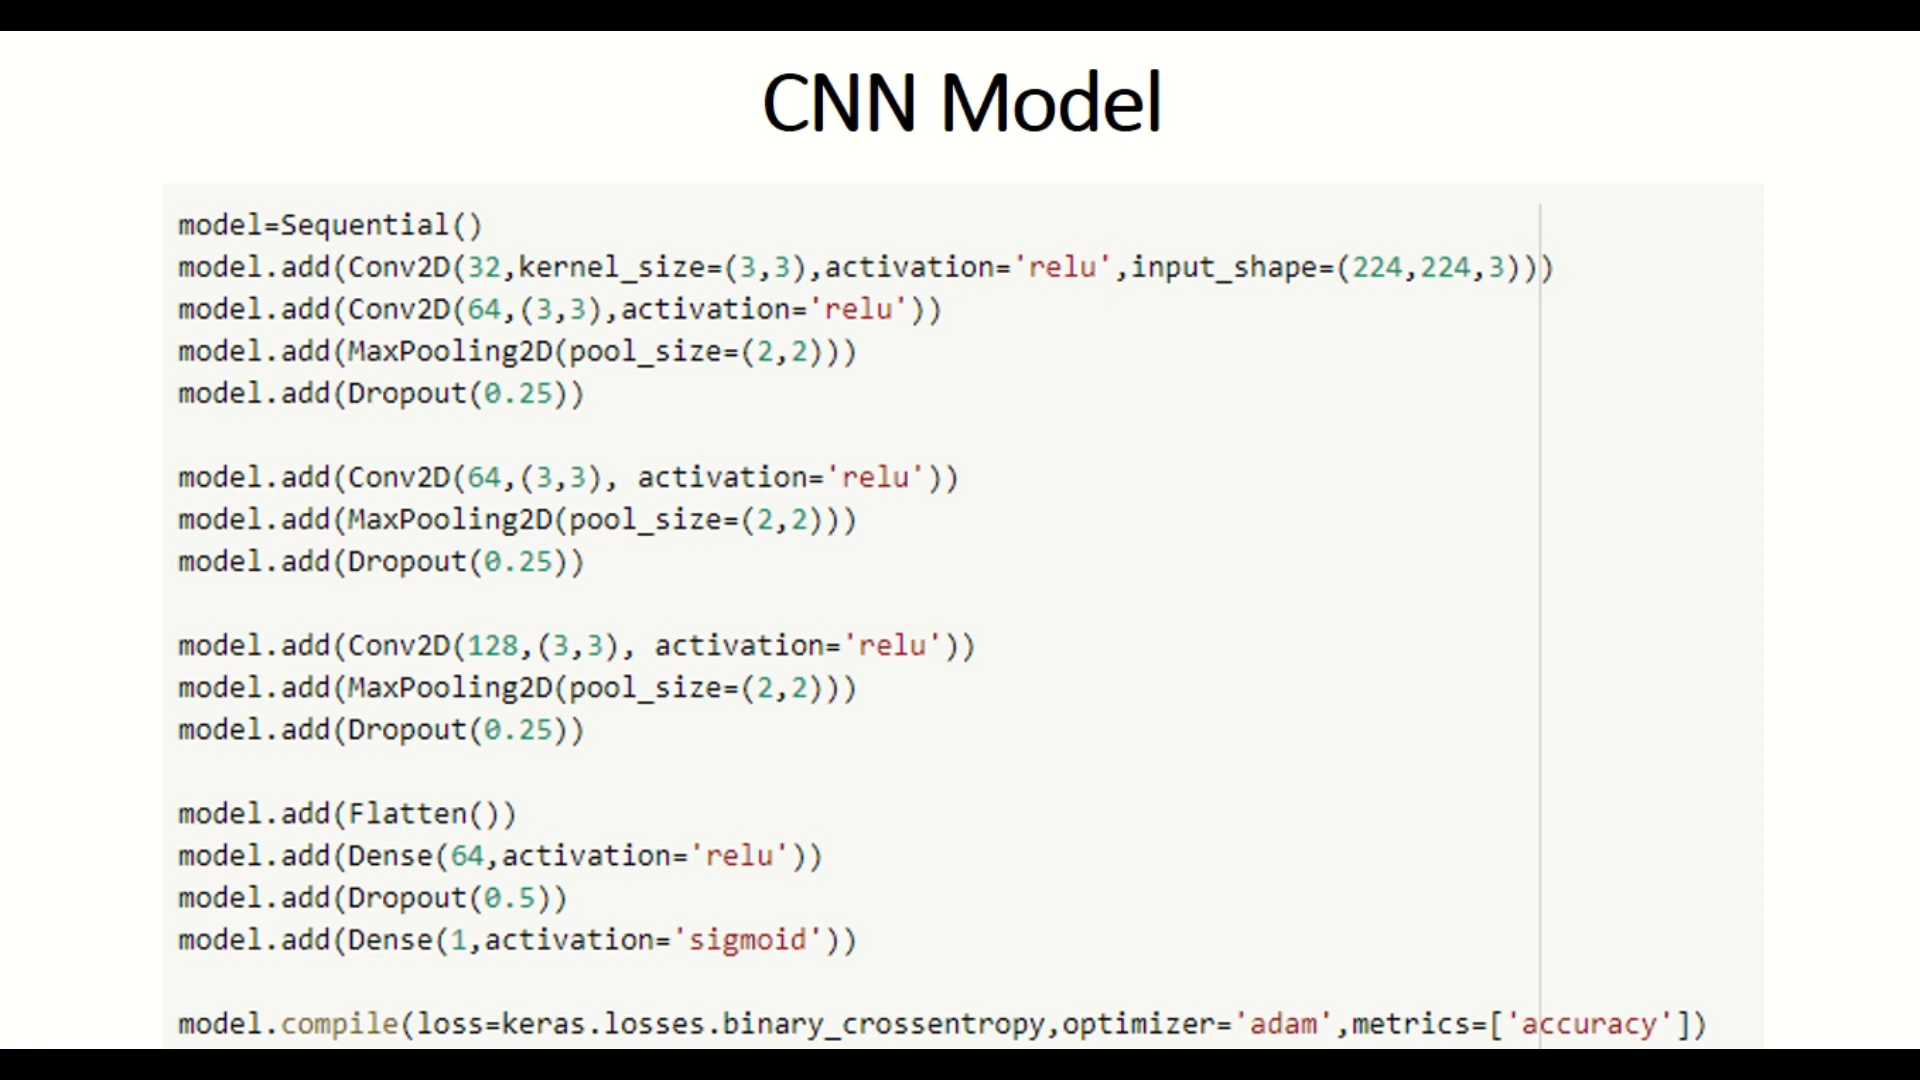 CNN Model
model=Sequential()
model.add(Conv2D(32,kernel_size=(3,3),activation='relu',input_shape=(224,224,3)))
model.add(Conv2D(64,(3,3),activation='relu'))
model.add(MaxPooling2D(pool_size=(2,2)))
model.add(Dropout(0.25))
model.add(Conv2D(64,(3,3), activation='relu'))
model.add(MaxPooling2D(pool_size=(2,2)))
model.add(Dropout(0.25))
model.add(Conv2D(128,(3,3), activation='relu'))
model.add(MaxPooling2D(pool_size=(2,2)))
model.add(Dropout(0.25))
model.add(Flatten())
model.add(Dense(64,activation='relu'))
model.add(Dropout(0.5))
model.add(Dense(1,activation='sigmoid'))
model.compile(loss=keras.losses.binary_crossentropy,optimizer='adam',metrics=['accuracy'])